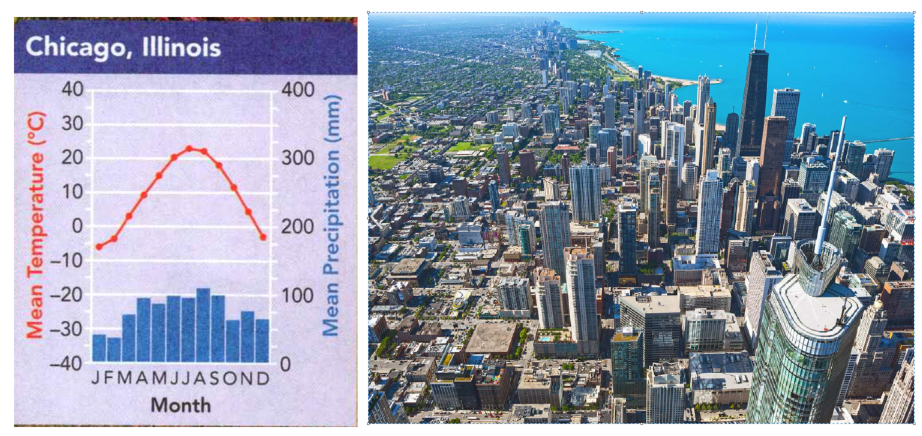 Chicago, Illinois
Mean Temperature (°C)
40
30
20
10
0
–10
–20
–30
–40
400
300
200
100
0
Mean Precipitation (mm)
J F M A M J J A S O N D
Month